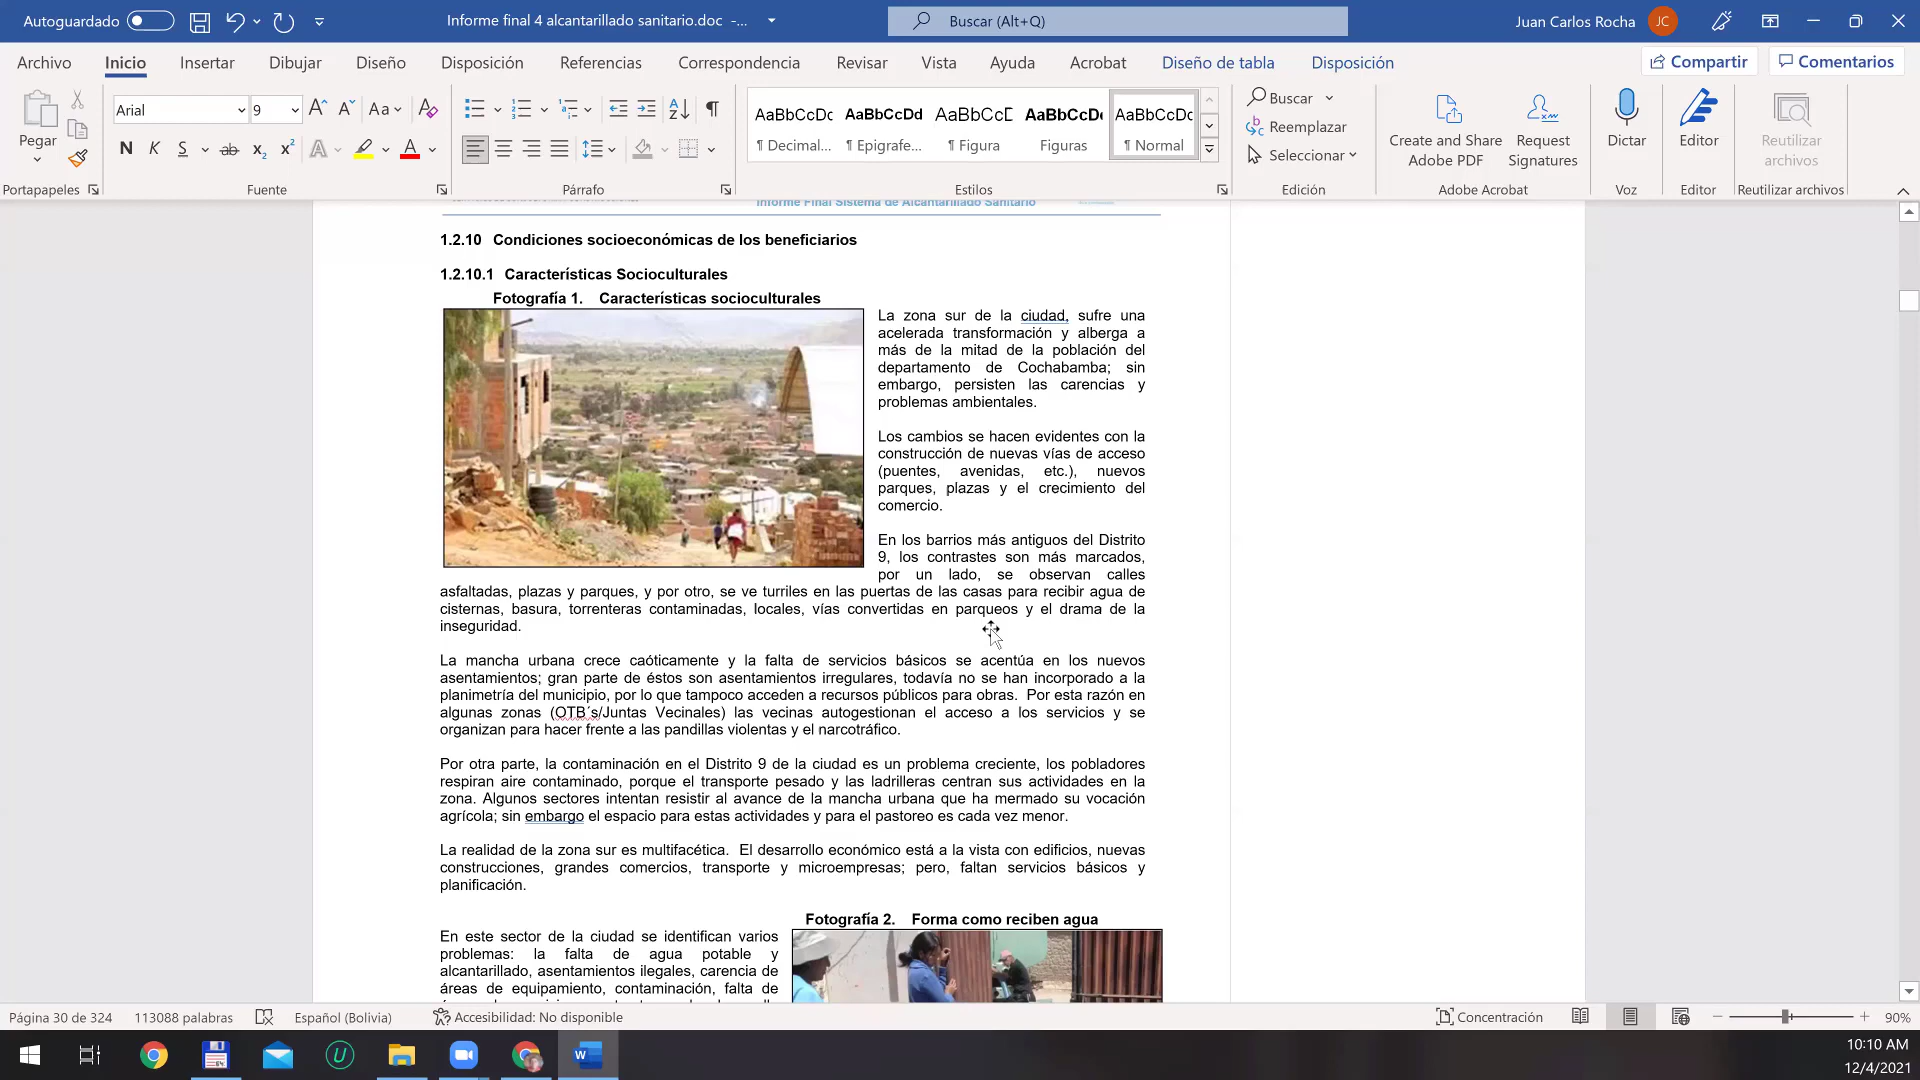 Autoguardado
Informe final 4 alcantarillado sanitario.doc -...
Buscar (Alt+Q)
Juan Carlos Rocha
JC
Archivo
Inicio
Insertar
Dibujar
Diseño
Disposición
Referencias
Correspondencia
Revisar
Vista
Ayuda
Acrobat
Diseño de tabla
Disposición
Compartir
Comentarios
Pegar
Arial
9
Aa
N K S ab x₂ x² A A
AaBbCcDc AaBbCcDd AaBbCcD AaBbCcDc AaBbCcDc
¶ Decimal... ¶ Epigrafe... ¶ Figura Figuras ¶ Normal
Buscar
Reemplazar
Seleccionar
Create and Share
Adobe PDF
Request
Signatures
Dictar
Editor
Reutilizar
archivos
Portapapeles
Fuente
Párrafo
Estilos
Edición
Adobe Acrobat
Voz
Editor
Reutilizar archivos
Informe Final Sistema de Alcantarillado Sanitario
1.2.10 Condiciones socioeconómicas de los beneficiarios
1.2.10.1 Características Socioculturales
Fotografía 1. Características socioculturales
La zona sur de la ciudad, sufre una
acelerada transformación y alberga a
más de la mitad de la población del
departamento de Cochabamba; sin
embargo, persisten las carencias y
problemas ambientales.
Los cambios se hacen evidentes con la
construcción de nuevas vías de acceso
(puentes, avenidas, etc.), nuevos
parques, plazas y el crecimiento del
comercio.
En los barrios más antiguos del Distrito
9, los contrastes son más marcados,
por un lado, se observan calles
asfaltadas, plazas y parques, y por otro, se ve turriles en las puertas de las casas para recibir agua de
cisternas, basura, torrenteras contaminadas, locales, vías convertidas en parqueos y el drama de la
inseguridad.
La mancha urbana crece caóticamente y la falta de servicios básicos se acentúa en los nuevos
asentamientos; gran parte de éstos son asentamientos irregulares, todavía no se han incorporado a la
planimetría del municipio, por lo que tampoco acceden a recursos públicos para obras. Por esta razón en
algunas zonas (OTB´s/Juntas Vecinales) las vecinas autogestionan el acceso a los servicios y se
organizan para hacer frente a las pandillas violentas y el narcotráfico.
Por otra parte, la contaminación en el Distrito 9 de la ciudad es un problema creciente, los pobladores
respiran aire contaminado, porque el transporte pesado y las ladrilleras centran sus actividades en la
zona. Algunos sectores intentan resistir al avance de la mancha urbana que ha mermado su vocación
agrícola; sin embargo el espacio para estas actividades y para el pastoreo es cada vez menor.
La realidad de la zona sur es multifacética. El desarrollo económico está a la vista con edificios, nuevas
construcciones, grandes comercios, transporte y microempresas; pero, faltan servicios básicos y
planificación.
Fotografía 2. Forma como reciben agua
En este sector de la ciudad se identifican varios
problemas: la falta de agua potable y
alcantarillado, asentamientos ilegales, carencia de
áreas de equipamiento, contaminación, falta de
Página 30 de 324
113088 palabras
Español (Bolivia)
Accesibilidad: No disponible
Concentración
90%
10:10 AM
12/4/2021